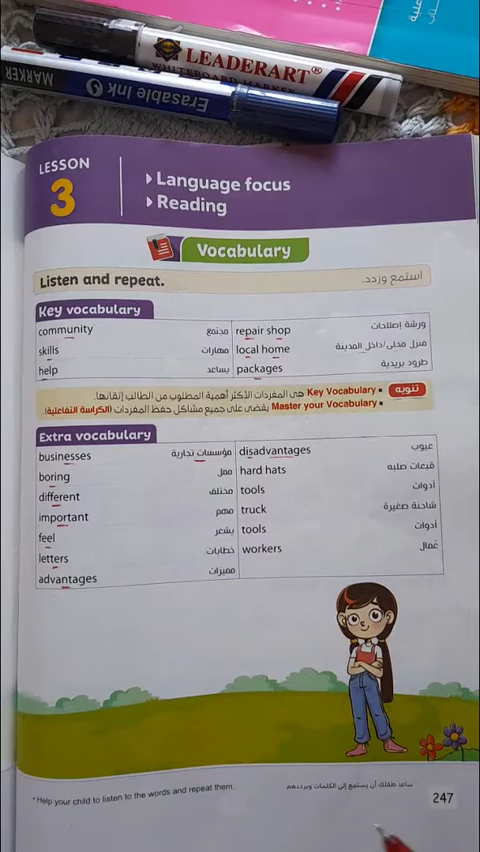 LEADERART®
WHITEBOARD MARKER
Erasable Ink
MARKER
LESSON
3
Language focus
Reading
Vocabulary
Listen and repeat.
استمع وردد.
Key vocabulary
community مجتمع repair shop ورشة إصلاحات
skills مهارات local home منزل محلى/داخل المدينة
help يساعد packages طرود بريدية
تنويه
Key Vocabulary هى المفردات الأكثر أهمية المطلوب من الطالب إتقانها.
Master your Vocabulary يقضى على جميع مشاكل حفظ المفردات (الكراسة التفاعلية).
Extra vocabulary
businesses مؤسسات تجارية disadvantages عيوب
boring ممل hard hats قبعات صلبه
different مختلف tools أدوات
important مهم truck شاحنة صغيرة
feel يشعر tools أدوات
letters خطابات workers عمال
advantages مميزات
* Help your child to listen to the words and repeat them.
ساعد طفلك أن يستمع إلى الكلمات ويرددهم
247